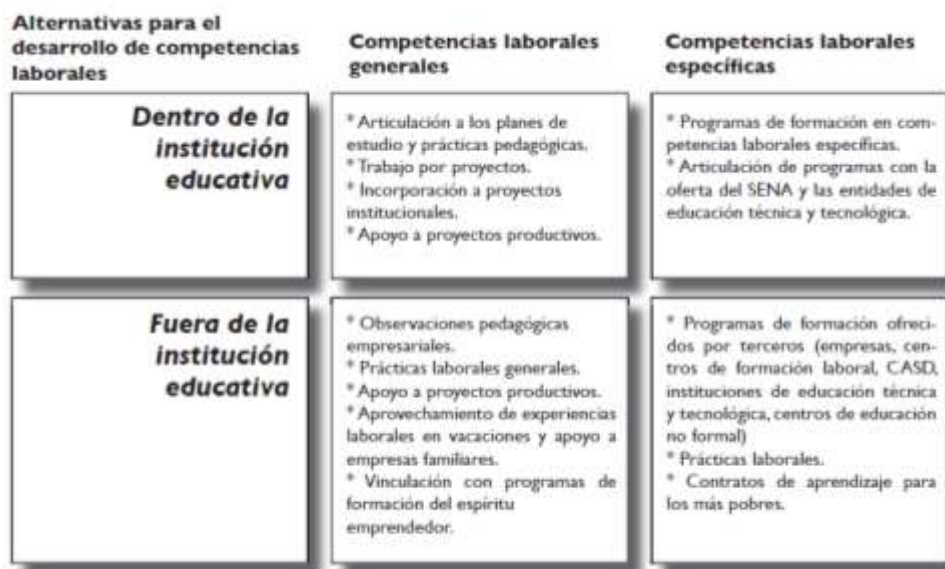 Alternativas para el
desarrollo de competencias
laborales
Competencias laborales
generales
Competencias laborales
específicas
Dentro de la
institución
educativa
* Articulación a los planes de
estudio y prácticas pedagógicas.
* Trabajo por proyectos.
* Incorporación a proyectos
institucionales.
* Apoyo a proyectos productivos.
* Programas de formación en com-
petencias laborales específicas.
* Articulación de programas con la
oferta del SENA y las entidades de
educación técnica y tecnológica.
Fuera de la
institución
educativa
* Observaciones pedagógicas
empresariales.
* Prácticas laborales generales.
* Apoyo a proyectos productivos.
* Aprovechamiento de experiencias
laborales en vacaciones y apoyo a
empresas familiares.
* Vinculación con programas de
formación del espíritu
emprendedor.
* Programas de formación ofreci-
dos por terceros (empresas, cen-
tros de formación laboral, CASD,
instituciones de educación técnica
y tecnológica, centros de educación
no formal)
* Prácticas laborales.
* Contratos de aprendizaje para
los más pobres.